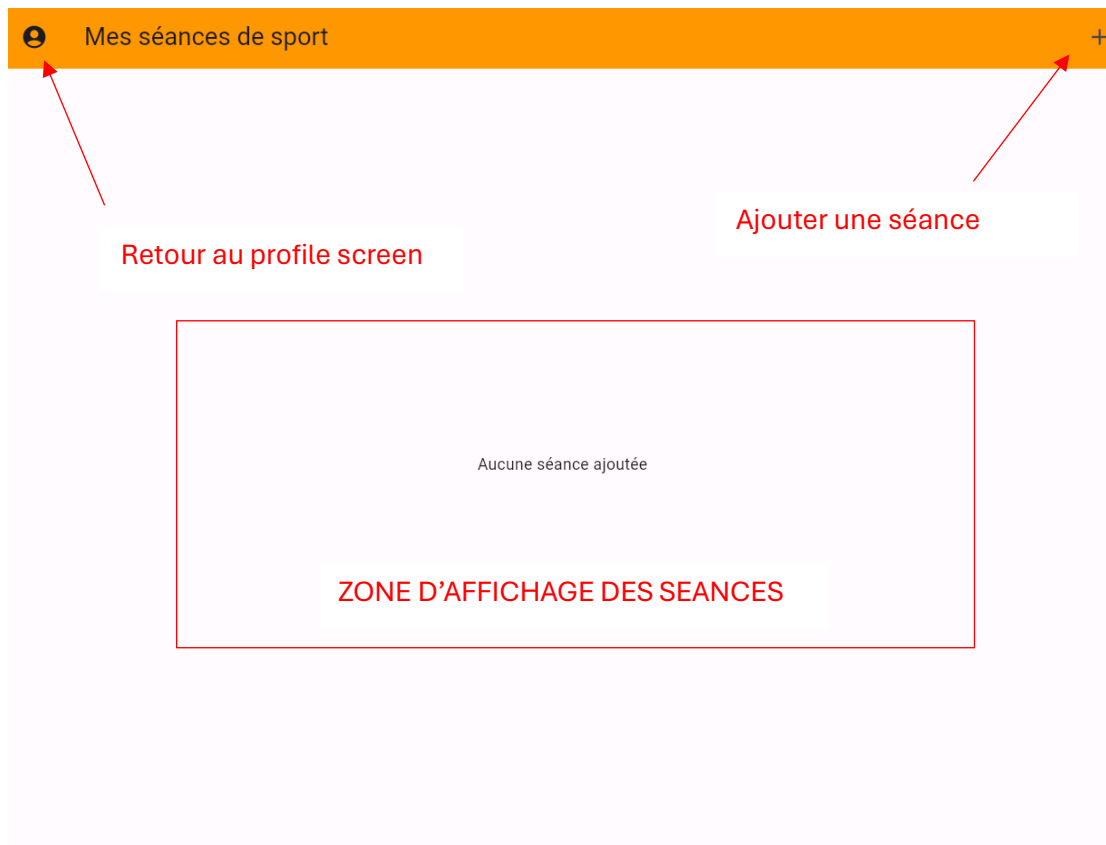 Mes séances de sport
+
Ajouter une séance
Retour au profile screen
Aucune séance ajoutée
ZONE D’AFFICHAGE DES SEANCES